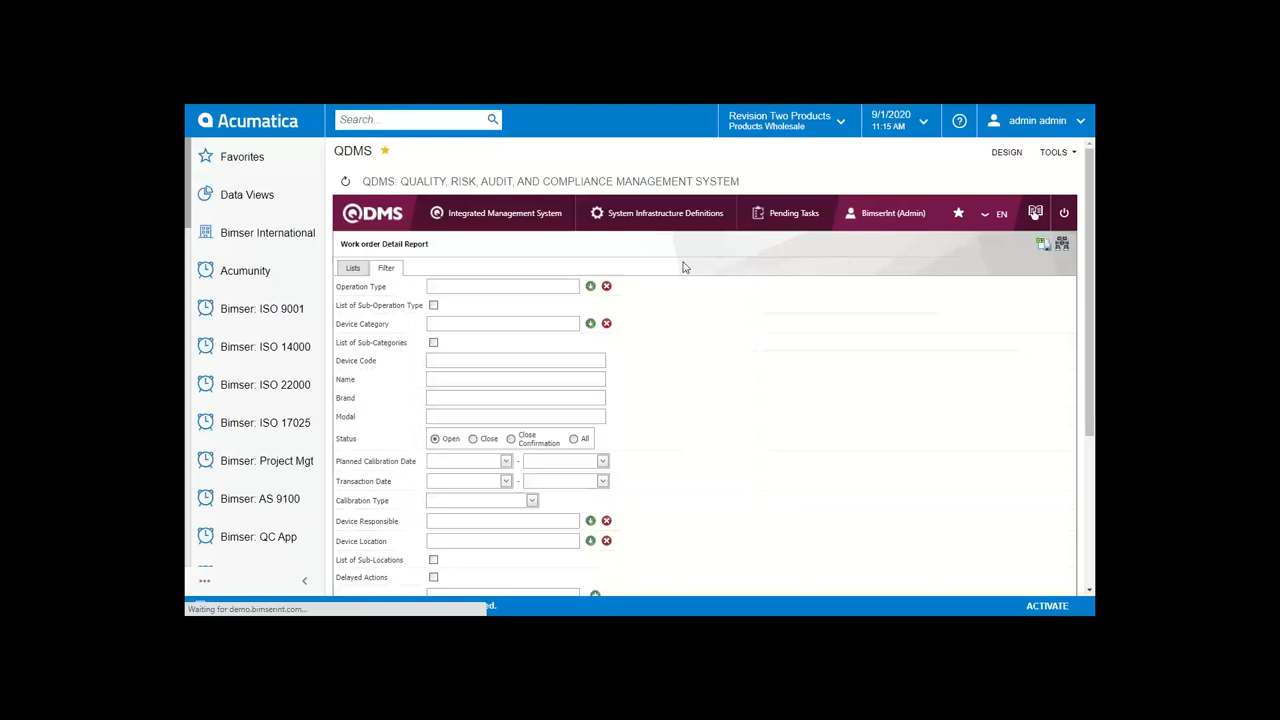 Acumatica
Search...
Revision Two Products
Products Wholesale
9/1/2020
11:15 AM
admin admin
Favorites
Data Views
Bimser International
Acumunity
Bimser: ISO 9001
Bimser: ISO 14000
Bimser: ISO 22000
Bimser: ISO 17025
Bimser: Project Mgt
Bimser: AS 9100
Bimser: QC App
QDMS
DESIGN
TOOLS
QDMS: QUALITY, RISK, AUDIT, AND COMPLIANCE MANAGEMENT SYSTEM
QDMS
Integrated Management System
System Infrastructure Definitions
Pending Tasks
BimserInt (Admin)
EN
Work order Detail Report
Lists
Filter
Operation Type
List of Sub-Operation Type
Device Category
List of Sub-Categories
Device Code
Name
Brand
Modal
Status
Open
Close
Close Confirmation
All
Planned Calibration Date
-
Transaction Date
-
Calibration Type
Device Responsible
Device Location
List of Sub-Locations
Delayed Actions
Waiting for demo.bimserint.com...
ed.
ACTIVATE